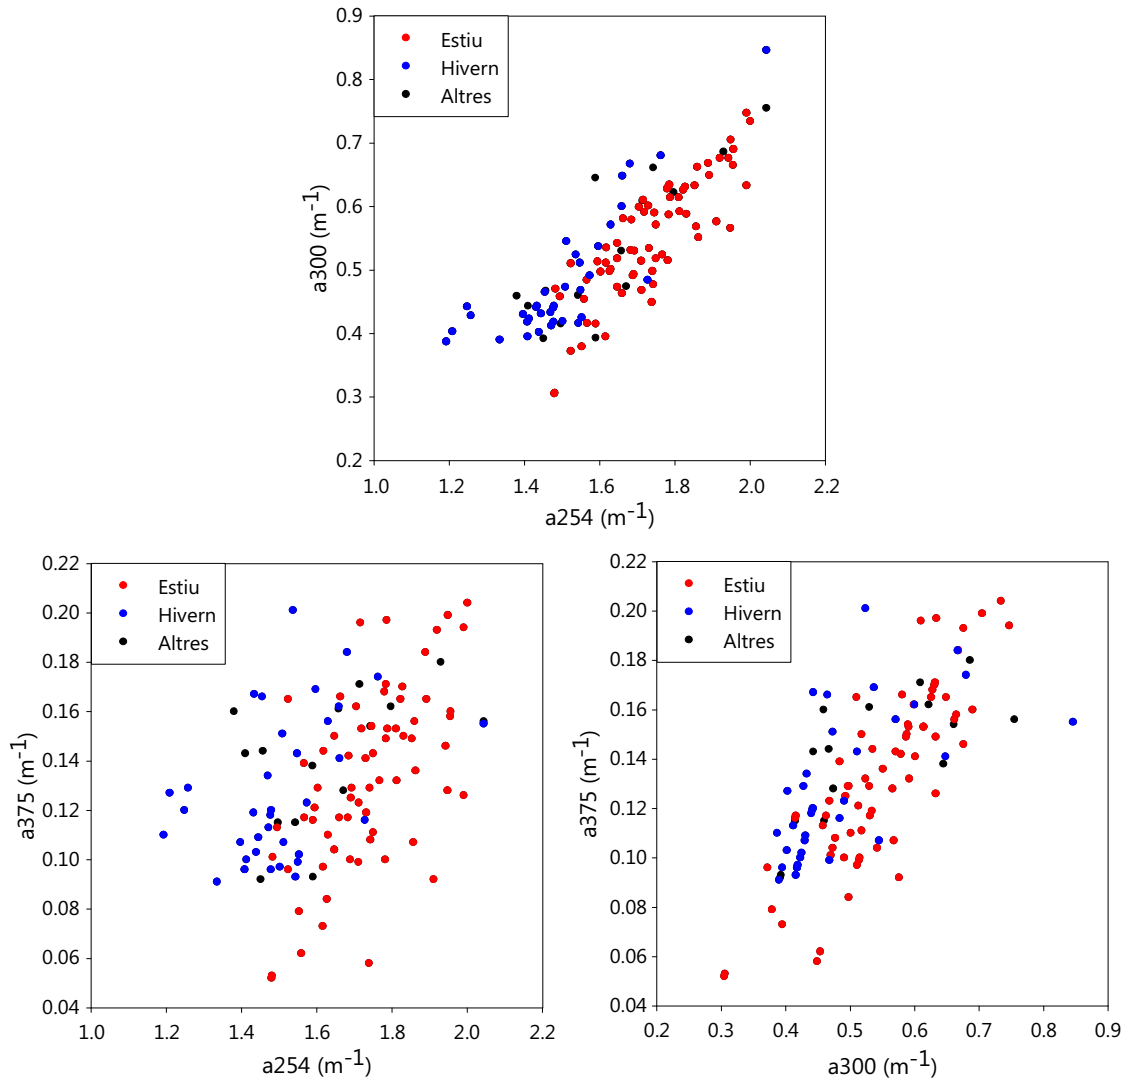 0.9
0.8
0.7
0.6
0.5
0.4
0.3
0.2
a300 (m⁻¹)
Estiu
Hivern
Altres
1.0 1.2 1.4 1.6 1.8 2.0 2.2
a254 (m⁻¹)
0.22
0.20
0.18
0.16
0.14
0.12
0.10
0.08
0.06
0.04
a375 (m⁻¹)
Estiu
Hivern
Altres
1.0 1.2 1.4 1.6 1.8 2.0 2.2
a254 (m⁻¹)
0.22
0.20
0.18
0.16
0.14
0.12
0.10
0.08
0.06
0.04
a375 (m⁻¹)
Estiu
Hivern
Altres
0.2 0.3 0.4 0.5 0.6 0.7 0.8 0.9
a300 (m⁻¹)